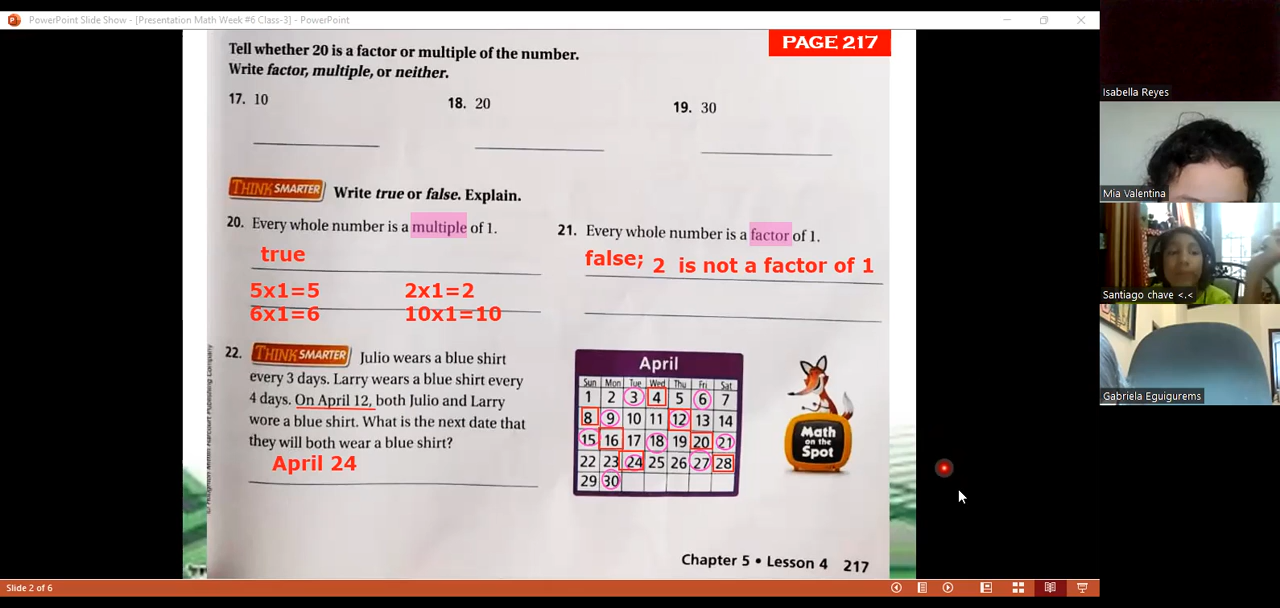 PowerPoint Slide Show - [Presentation Math Week #6 Class-3] - PowerPoint
PAGE 217
Tell whether 20 is a factor or multiple of the number.
Write factor, multiple, or neither.
17. 10
18. 20
19. 30
THINK SMARTER Write true or false. Explain.
20. Every whole number is a multiple of 1.
true
5x1=5 2x1=2
6x1=6 10x1=10
21. Every whole number is a factor of 1.
false; 2 is not a factor of 1
22. THINK SMARTER Julio wears a blue shirt
every 3 days. Larry wears a blue shirt every
4 days. On April 12, both Julio and Larry
wore a blue shirt. What is the next date that
they will both wear a blue shirt?
April 24
April
Sun Mon Tue Wed Thu Fri Sat
1 2 3 4 5 6 7
8 9 10 11 12 13 14
15 16 17 18 19 20 21
22 23 24 25 26 27 28
29 30
Math
on the
Spot
Chapter 5 • Lesson 4 217
Slide 2 of 6
Isabella Reyes
Mia Valentina
Santiago chave <.<
Gabriela Eguigurems